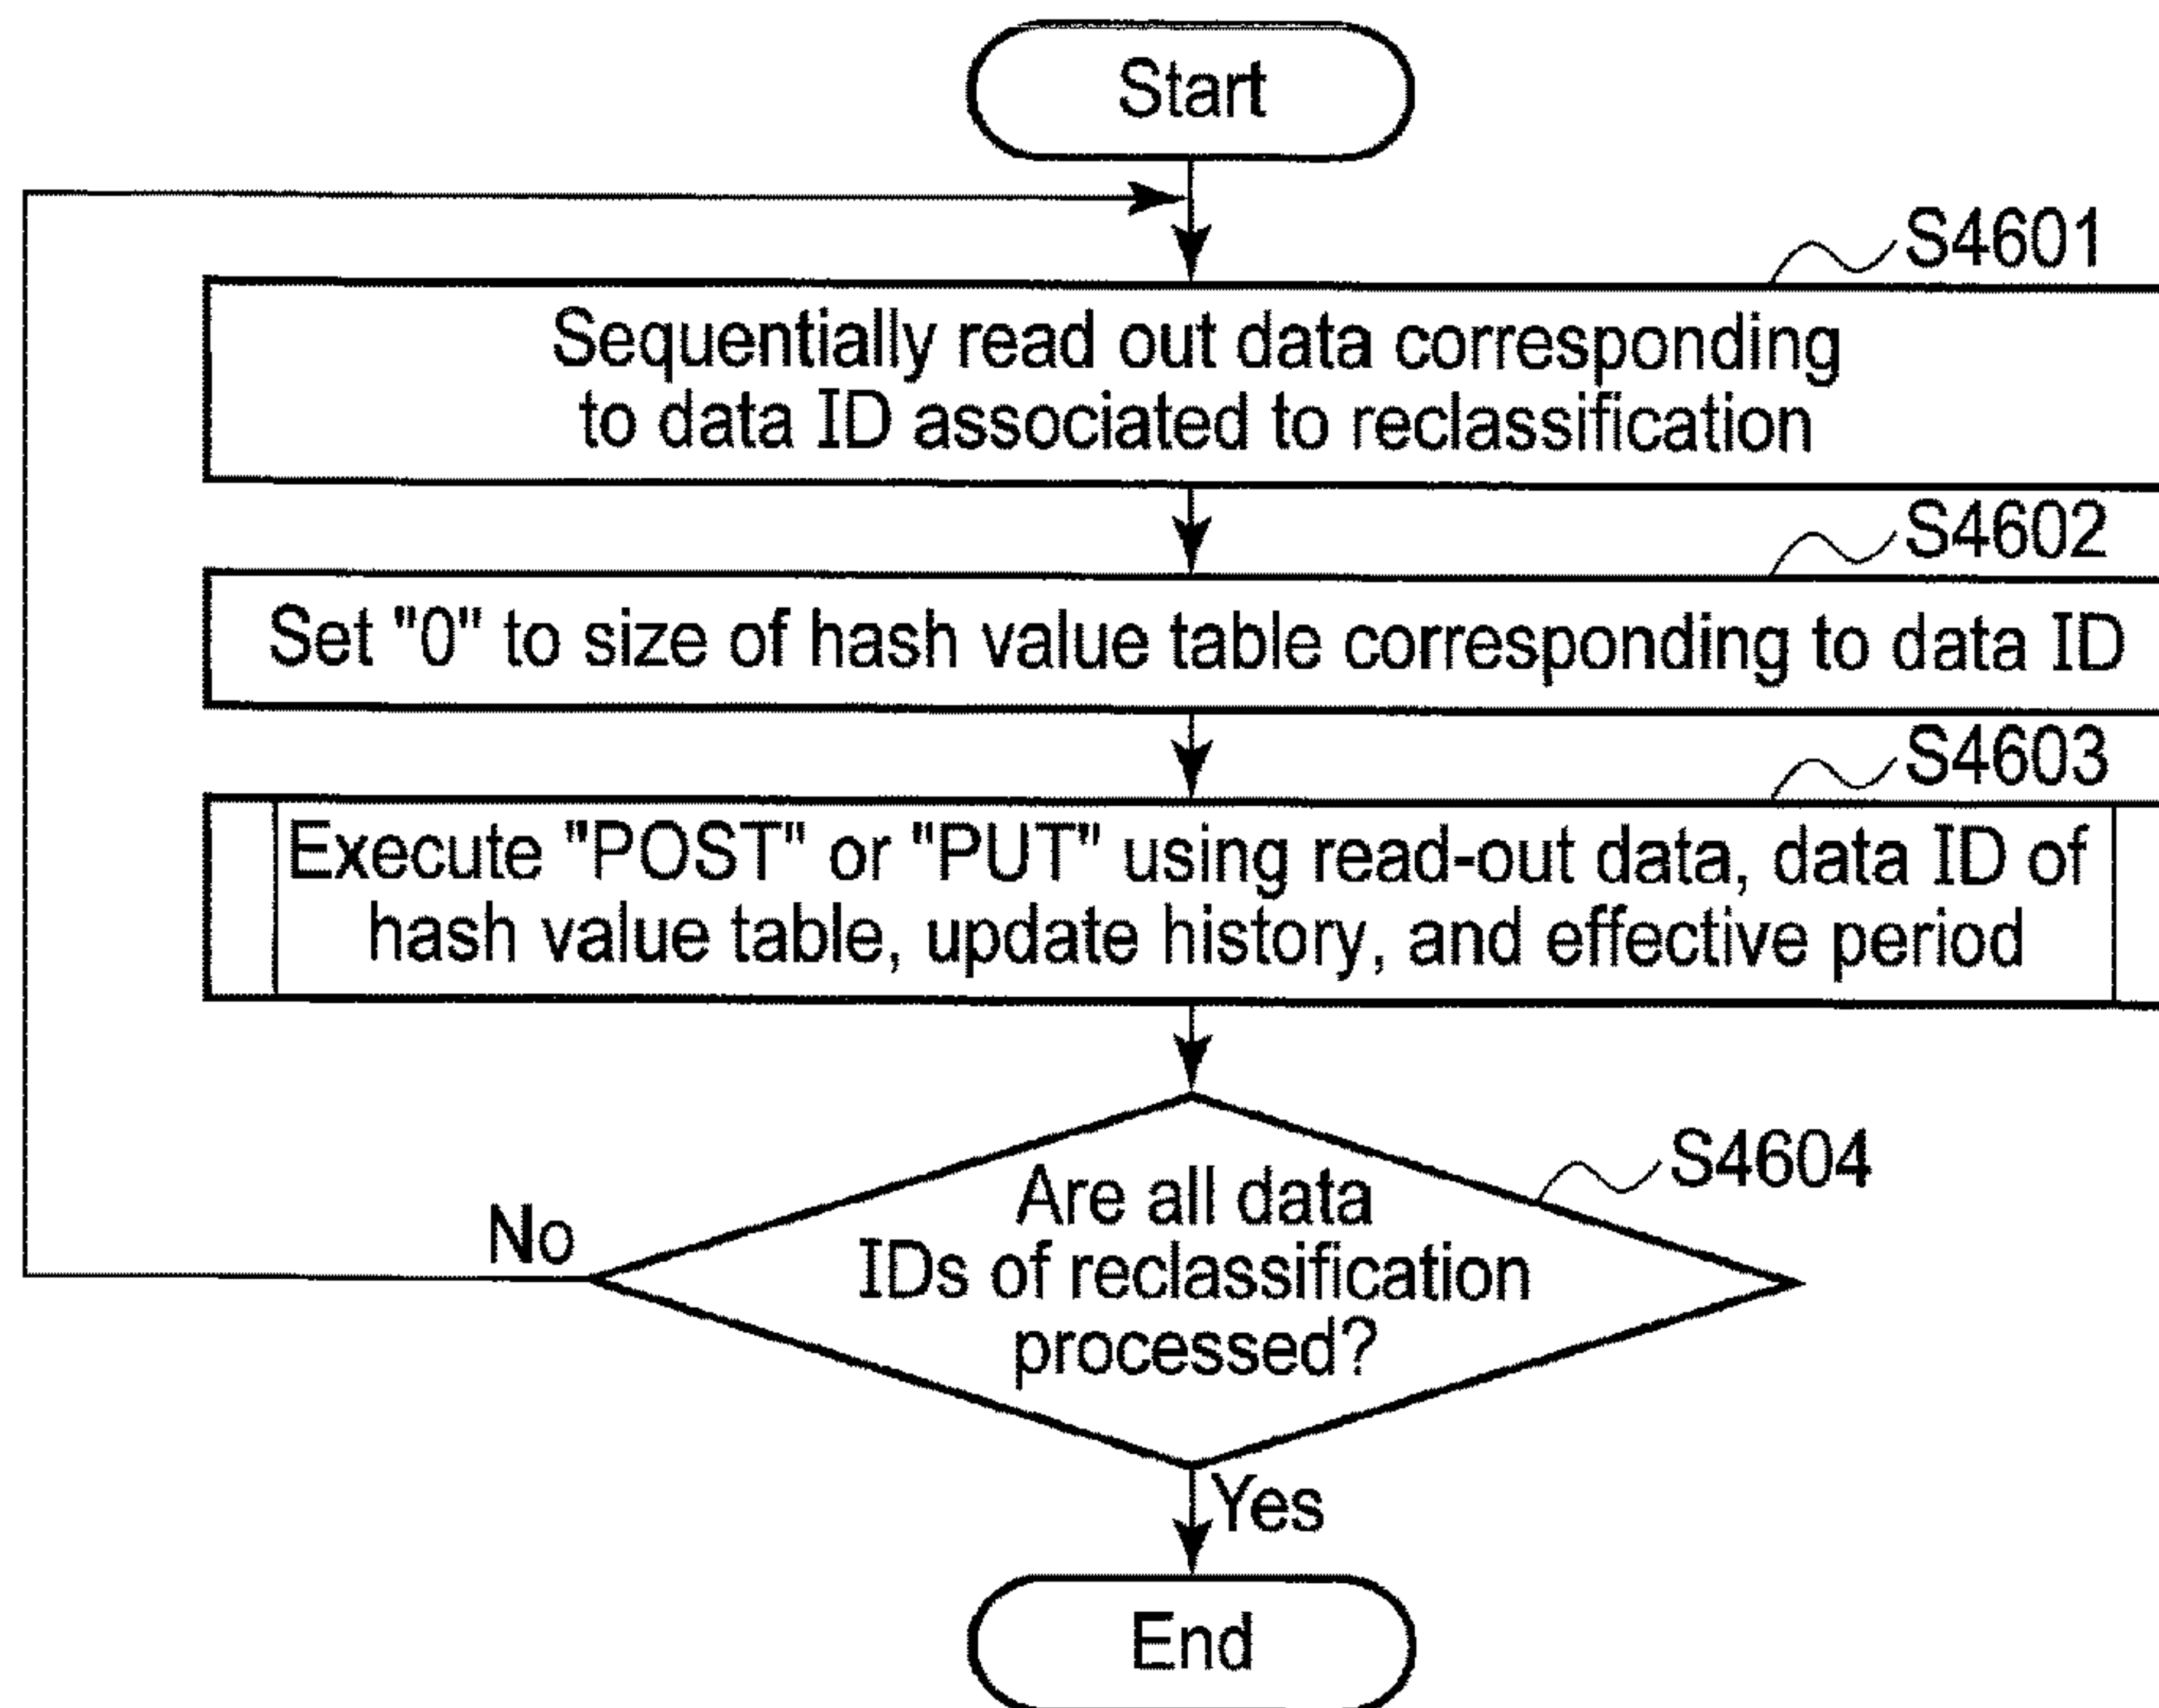 Start
S4601
Sequentially read out data corresponding
to data ID associated to reclassification
S4602
Set "0" to size of hash value table corresponding to data ID
S4603
Execute "POST" or "PUT" using read-out data, data ID of
hash value table, update history, and effective period
S4604
Are all data
IDs of reclassification
processed?
No
Yes
End